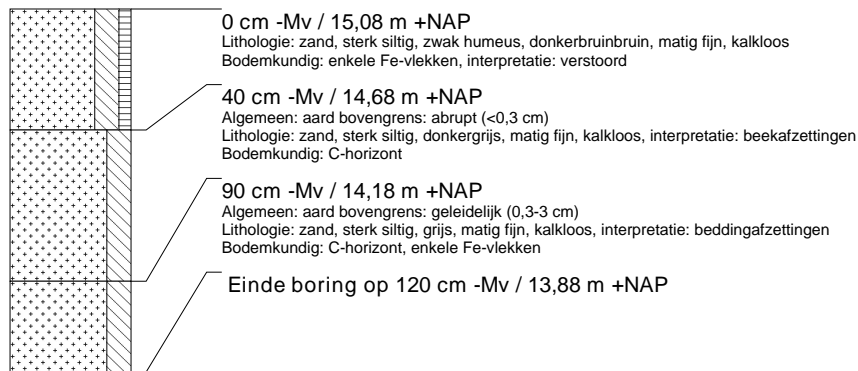 0 cm -Mv / 15,08 m +NAP
Lithologie: zand, sterk siltig, zwak humeus, donkerbruinbruin, matig fijn, kalkloos
Bodemkundig: enkele Fe-vlekken, interpretatie: verstoord
40 cm -Mv / 14,68 m +NAP
Algemeen: aard bovengrens: abrupt (<0,3 cm)
Lithologie: zand, sterk siltig, donkergrijs, matig fijn, kalkloos, interpretatie: beekafzettingen
Bodemkundig: C-horizont
90 cm -Mv / 14,18 m +NAP
Algemeen: aard bovengrens: geleidelijk (0,3-3 cm)
Lithologie: zand, sterk siltig, grijs, matig fijn, kalkloos, interpretatie: beddingafzettingen
Bodemkundig: C-horizont, enkele Fe-vlekken
Einde boring op 120 cm -Mv / 13,88 m +NAP